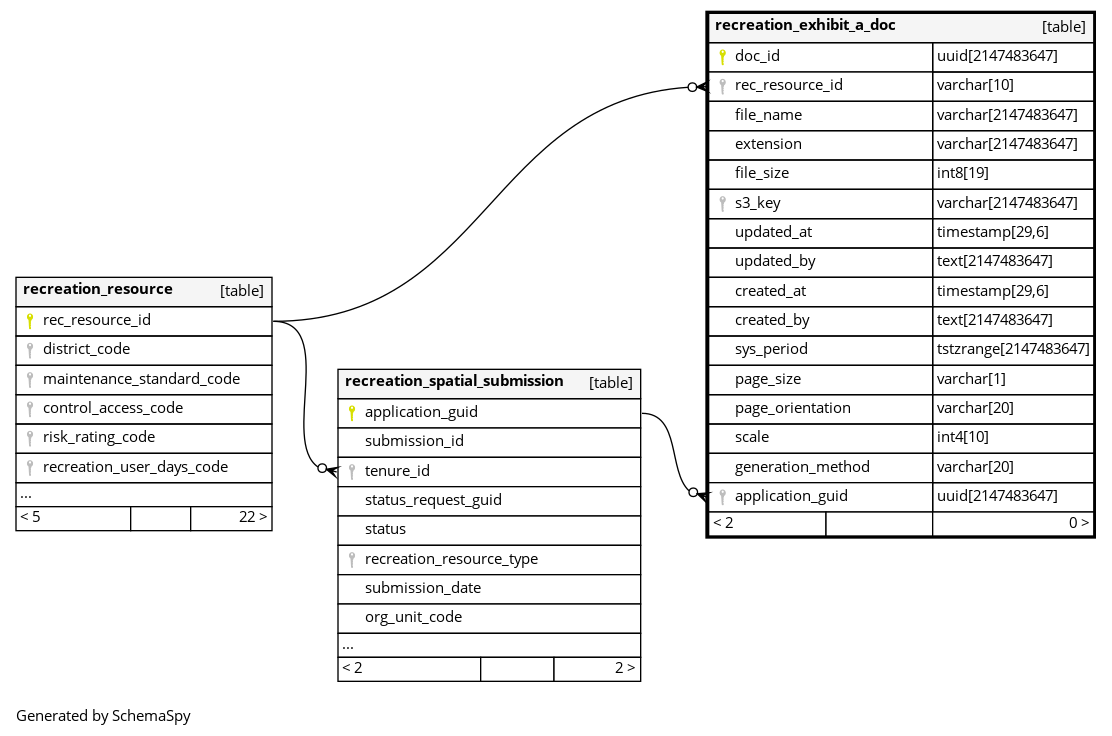 recreation_exhibit_a_doc [table]
doc_id uuid[2147483647]
rec_resource_id varchar[10]
file_name varchar[2147483647]
extension varchar[2147483647]
file_size int8[19]
s3_key varchar[2147483647]
updated_at timestamp[29,6]
updated_by text[2147483647]
created_at timestamp[29,6]
created_by text[2147483647]
sys_period tstzrange[2147483647]
page_size varchar[1]
page_orientation varchar[20]
scale int4[10]
generation_method varchar[20]
application_guid uuid[2147483647]
< 2 0 >
recreation_resource [table]
rec_resource_id
district_code
maintenance_standard_code
control_access_code
risk_rating_code
recreation_user_days_code
...
< 5 22 >
recreation_spatial_submission [table]
application_guid
submission_id
tenure_id
status_request_guid
status
recreation_resource_type
submission_date
org_unit_code
...
< 2 2 >
Generated by SchemaSpy